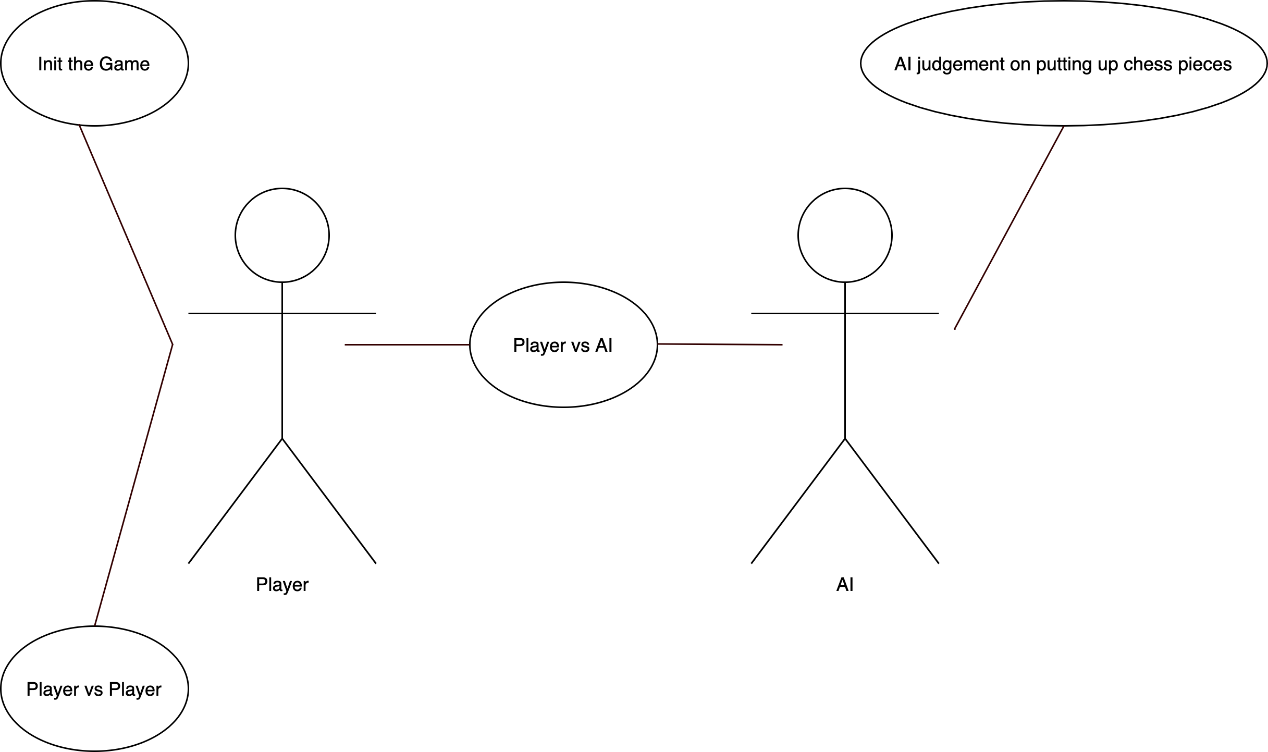 Init the Game
AI judgement on putting up chess pieces
Player vs AI
Player
AI
Player vs Player